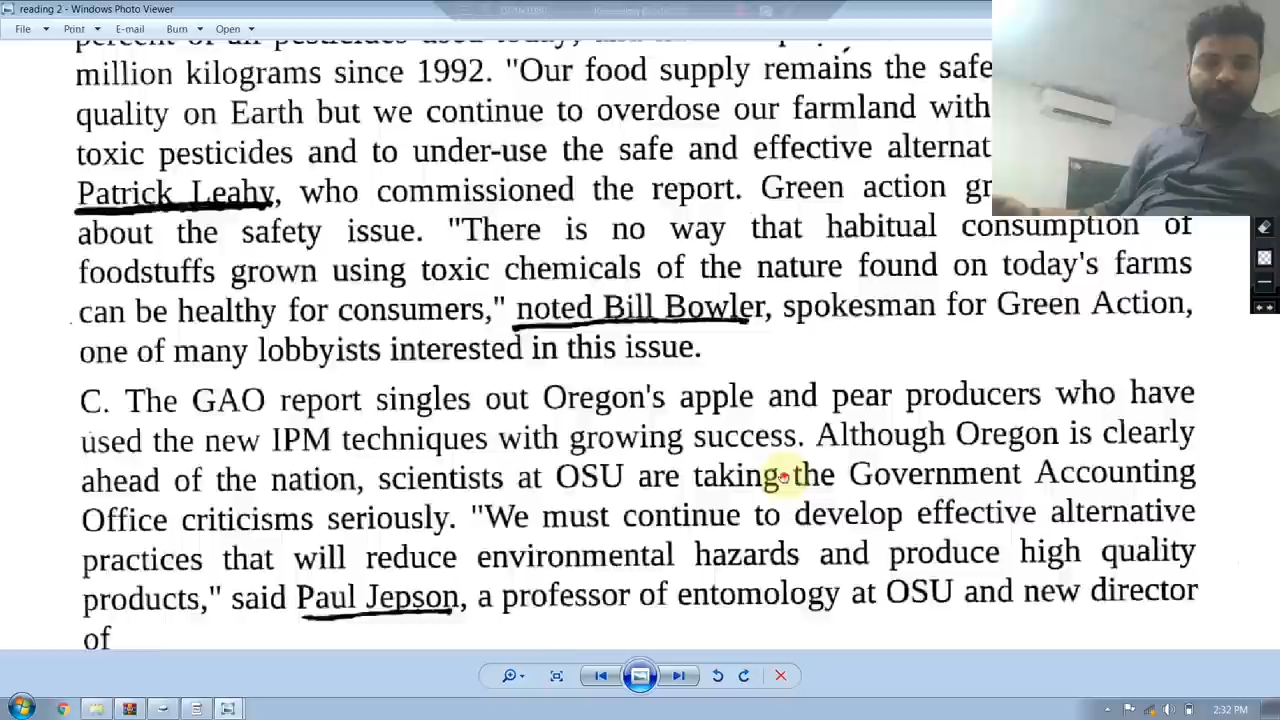 reading 2 - Windows Photo Viewer
File Print E-mail Burn Open
million kilograms since 1992. "Our food supply remains the safe
quality on Earth but we continue to overdose our farmland with
toxic pesticides and to under-use the safe and effective alternat
Patrick Leahy, who commissioned the report. Green action gr
about the safety issue. "There is no way that habitual consumption of
foodstuffs grown using toxic chemicals of the nature found on today's farms
can be healthy for consumers," noted Bill Bowler, spokesman for Green Action,
one of many lobbyists interested in this issue.
C. The GAO report singles out Oregon's apple and pear producers who have
used the new IPM techniques with growing success. Although Oregon is clearly
ahead of the nation, scientists at OSU are taking the Government Accounting
Office criticisms seriously. "We must continue to develop effective alternative
practices that will reduce environmental hazards and produce high quality
products," said Paul Jepson, a professor of entomology at OSU and new director
of
2:32 PM